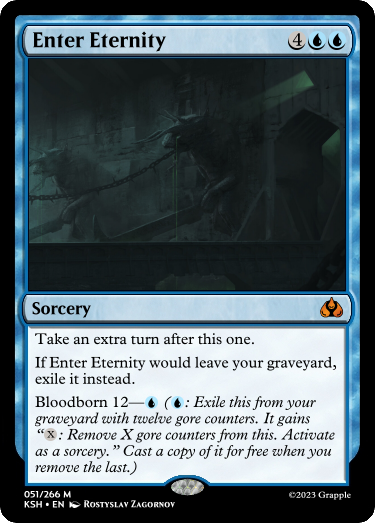 Enter Eternity 4
Sorcery
Take an extra turn after this one.
If Enter Eternity would leave your graveyard,
exile it instead.
Bloodborn 12— ( : Exile this from your
graveyard with twelve gore counters. It gains
“X: Remove X gore counters from this. Activate
as a sorcery.” Cast a copy of it for free when
you remove the last.)
051/266 M
KSH • EN Rostyslav Zagornov
©2023 Grapple